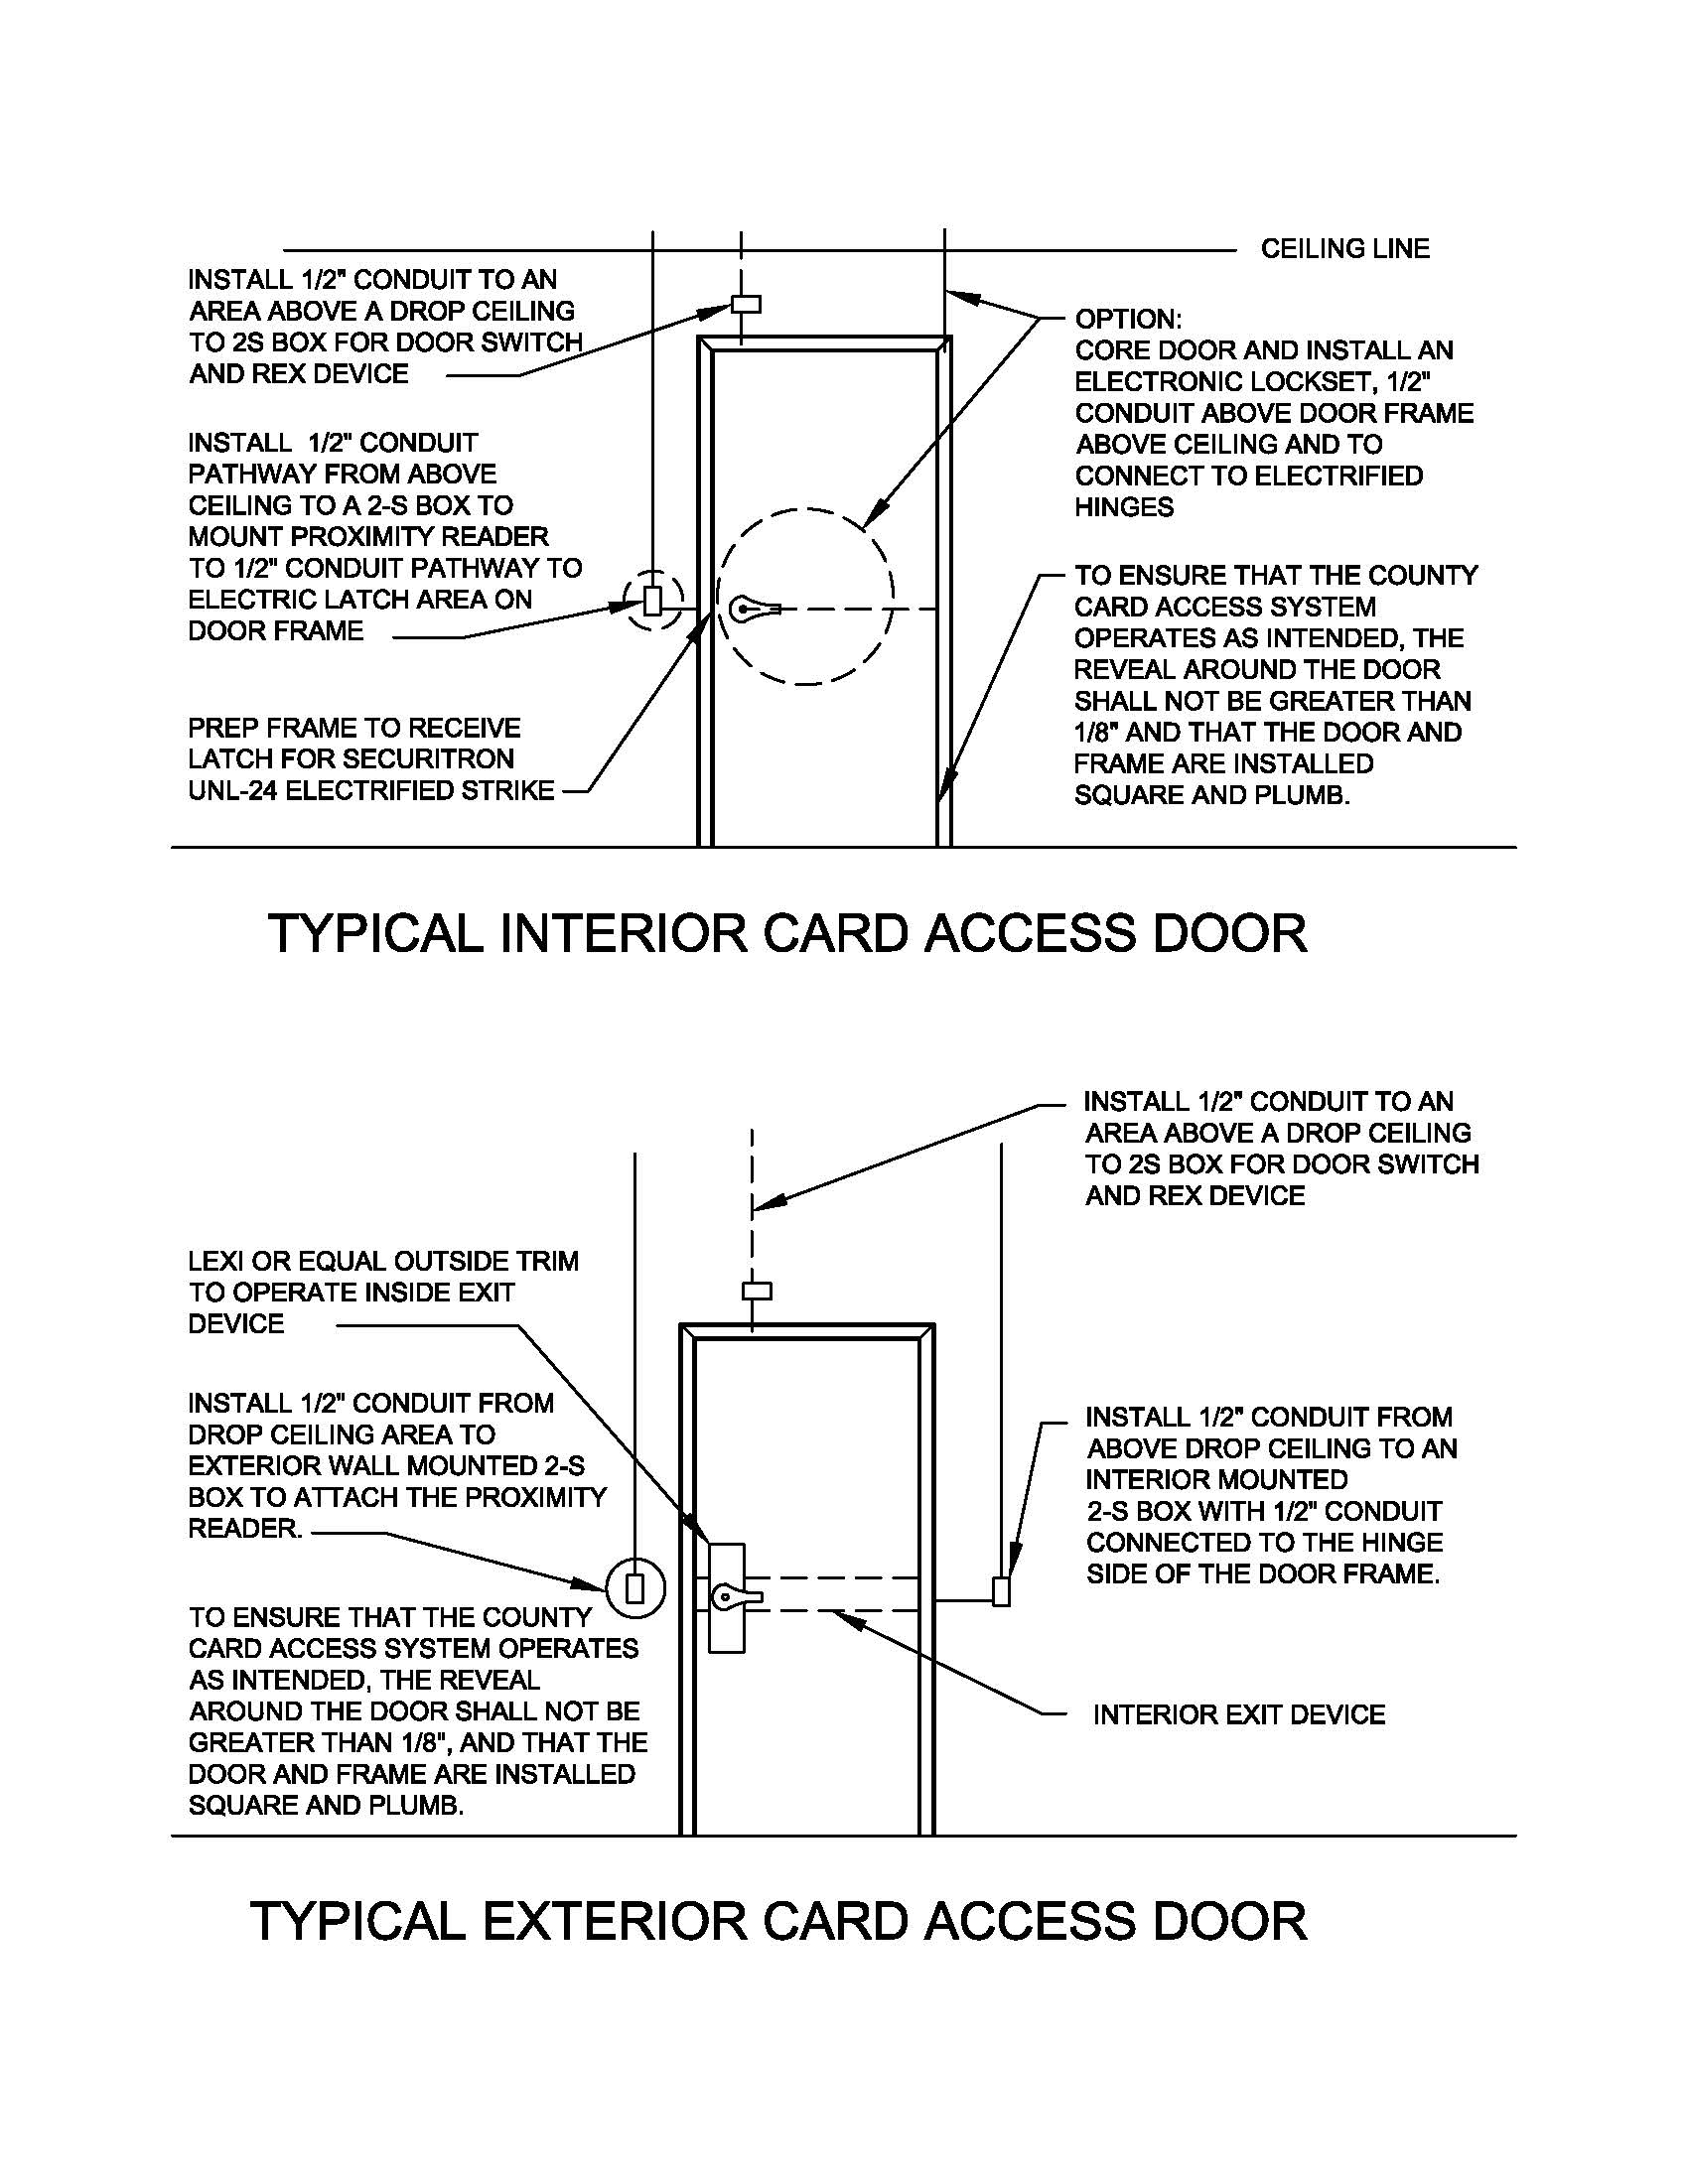 CEILING LINE
INSTALL 1/2" CONDUIT TO AN
AREA ABOVE A DROP CEILING
TO 2S BOX FOR DOOR SWITCH
AND REX DEVICE
INSTALL 1/2" CONDUIT
PATHWAY FROM ABOVE
CEILING TO A 2-S BOX TO
MOUNT PROXIMITY READER
TO 1/2" CONDUIT PATHWAY TO
ELECTRIC LATCH AREA ON
DOOR FRAME
PREP FRAME TO RECEIVE
LATCH FOR SECURITRON
UNL-24 ELECTRIFIED STRIKE
OPTION:
CORE DOOR AND INSTALL AN
ELECTRONIC LOCKSET, 1/2"
CONDUIT ABOVE DOOR FRAME
ABOVE CEILING AND TO
CONNECT TO ELECTRIFIED
HINGES
TO ENSURE THAT THE COUNTY
CARD ACCESS SYSTEM
OPERATES AS INTENDED, THE
REVEAL AROUND THE DOOR
SHALL NOT BE GREATER THAN
1/8" AND THAT THE DOOR AND
FRAME ARE INSTALLED
SQUARE AND PLUMB.
TYPICAL INTERIOR CARD ACCESS DOOR
INSTALL 1/2" CONDUIT TO AN
AREA ABOVE A DROP CEILING
TO 2S BOX FOR DOOR SWITCH
AND REX DEVICE
LEXI OR EQUAL OUTSIDE TRIM
TO OPERATE INSIDE EXIT
DEVICE
INSTALL 1/2" CONDUIT FROM
DROP CEILING AREA TO
EXTERIOR WALL MOUNTED 2-S
BOX TO ATTACH THE PROXIMITY
READER.
TO ENSURE THAT THE COUNTY
CARD ACCESS SYSTEM OPERATES
AS INTENDED, THE REVEAL
AROUND THE DOOR SHALL NOT BE
GREATER THAN 1/8", AND THAT THE
DOOR AND FRAME ARE INSTALLED
SQUARE AND PLUMB.
INSTALL 1/2" CONDUIT FROM
ABOVE DROP CEILING TO AN
INTERIOR MOUNTED
2-S BOX WITH 1/2" CONDUIT
CONNECTED TO THE HINGE
SIDE OF THE DOOR FRAME.
INTERIOR EXIT DEVICE
TYPICAL EXTERIOR CARD ACCESS DOOR